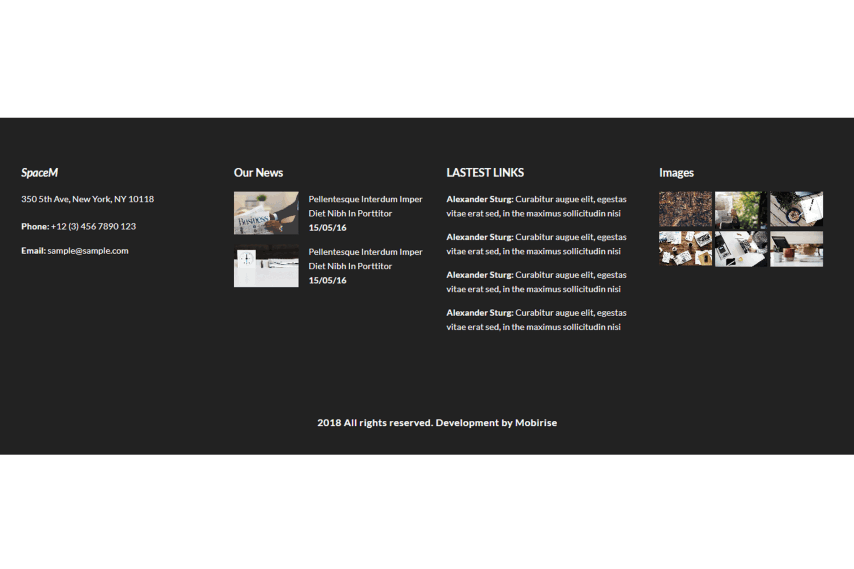 SpaceM
350 5th Ave, New York, NY 10118
Phone: +12 (3) 456 7890 123
Email: sample@sample.com
Our News
Business
Pellentesque Interdum Imper
Diet Nibh In Porttitor
15/05/16
Pellentesque Interdum Imper
Diet Nibh In Porttitor
15/05/16
LASTEST LINKS
Alexander Sturg: Curabitur augue elit, egestas
vitae erat sed, in the maximus sollicitudin nisi
Alexander Sturg: Curabitur augue elit, egestas
vitae erat sed, in the maximus sollicitudin nisi
Alexander Sturg: Curabitur augue elit, egestas
vitae erat sed, in the maximus sollicitudin nisi
Alexander Sturg: Curabitur augue elit, egestas
vitae erat sed, in the maximus sollicitudin nisi
Images
2018 All rights reserved. Development by Mobirise